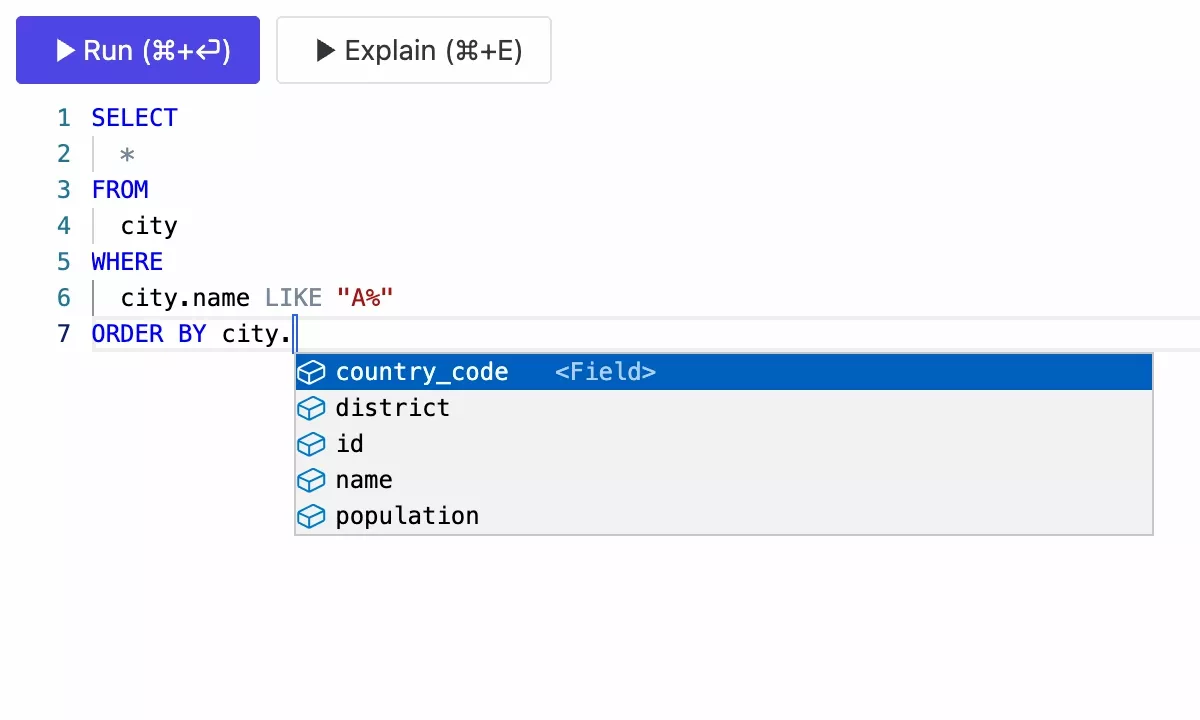 ▶ Run (⌘+⏎)
▶ Explain (⌘+E)
1 SELECT
2   *
3 FROM
4   city
5 WHERE
6   city.name LIKE "A%"
7 ORDER BY city.
country_code <Field>
district
id
name
population